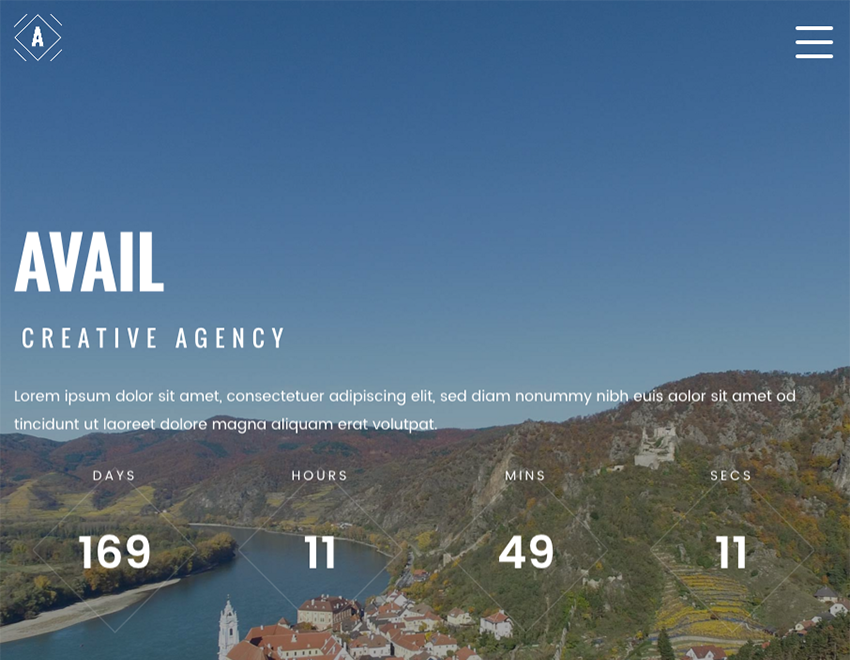 A
AVAIL
CREATIVE AGENCY
Lorem ipsum dolor sit amet, consectetuer adipiscing elit, sed diam nonummy nibh euis aolor sit amet od
tincidunt ut laoreet dolore magna aliquam erat volutpat.
DAYS HOURS MINS SECS
169 11 49 11